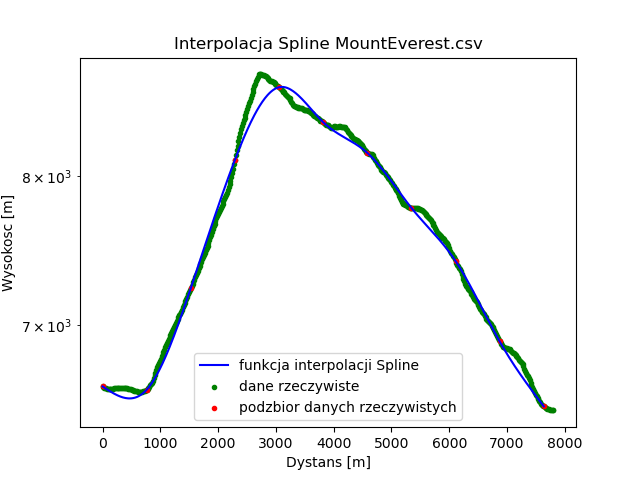 Interpolacja Spline MountEverest.csv
Wysokosc [m]
8 × 10³
7 × 10³
funkcja interpolacji Spline
dane rzeczywiste
podzbior danych rzeczywistych
0 1000 2000 3000 4000 5000 6000 7000 8000
Dystans [m]